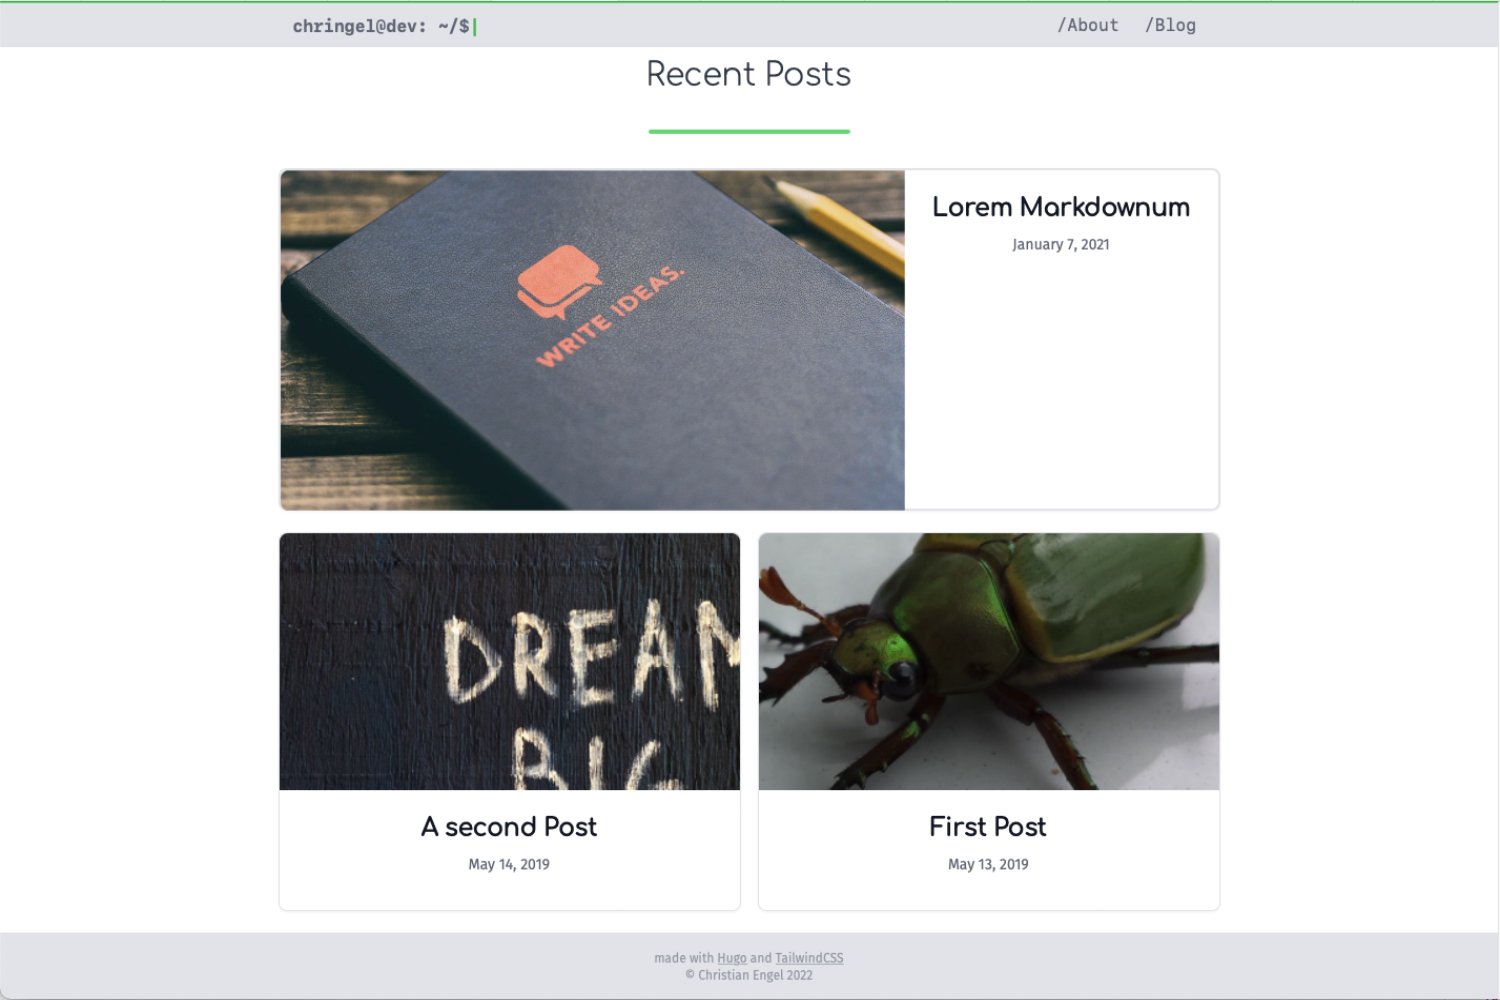 chringel@dev: ~/$|
/About /Blog
Recent Posts
WRITE IDEAS.
Lorem Markdownum
January 7, 2021
DREAM
BIG
A second Post
May 14, 2019
First Post
May 13, 2019
made with Hugo and TailwindCSS
© Christian Engel 2022